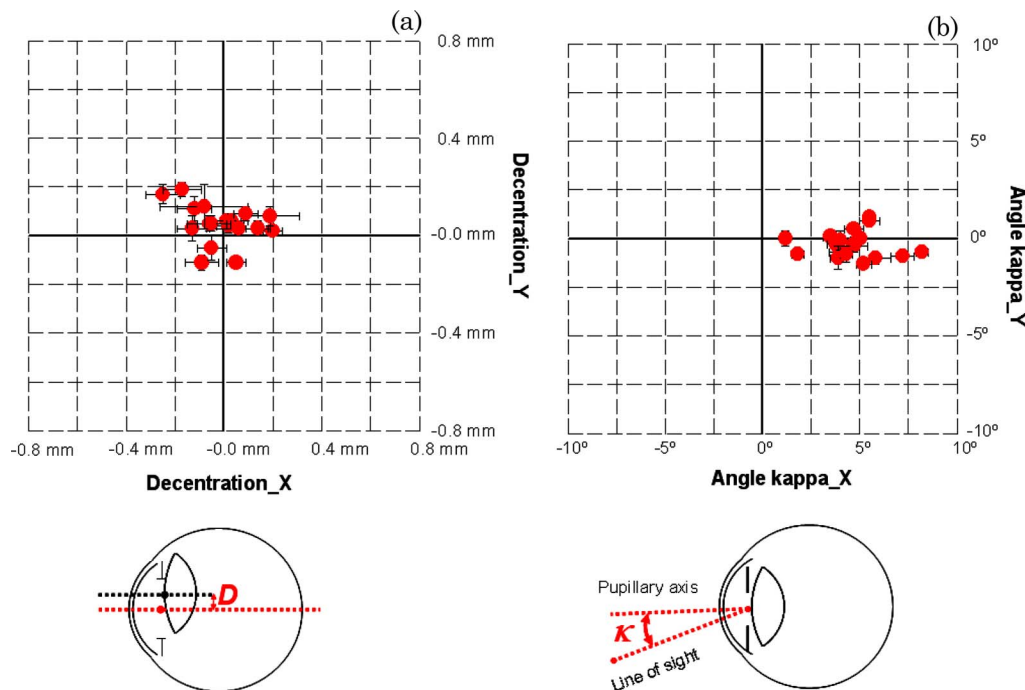 (a)
0.8 mm
0.4 mm
-0.0 mm
-0.4 mm
-0.8 mm
Decentration_Y
-0.8 mm -0.4 mm -0.0 mm 0.4 mm 0.8 mm
Decentration_X
D
(b)
10º
5º
0º
-5º
-10º
Angle kappa_Y
-10º -5º 0º 5º 10º
Angle kappa_X
Pupillary axis
κ
Line of sight